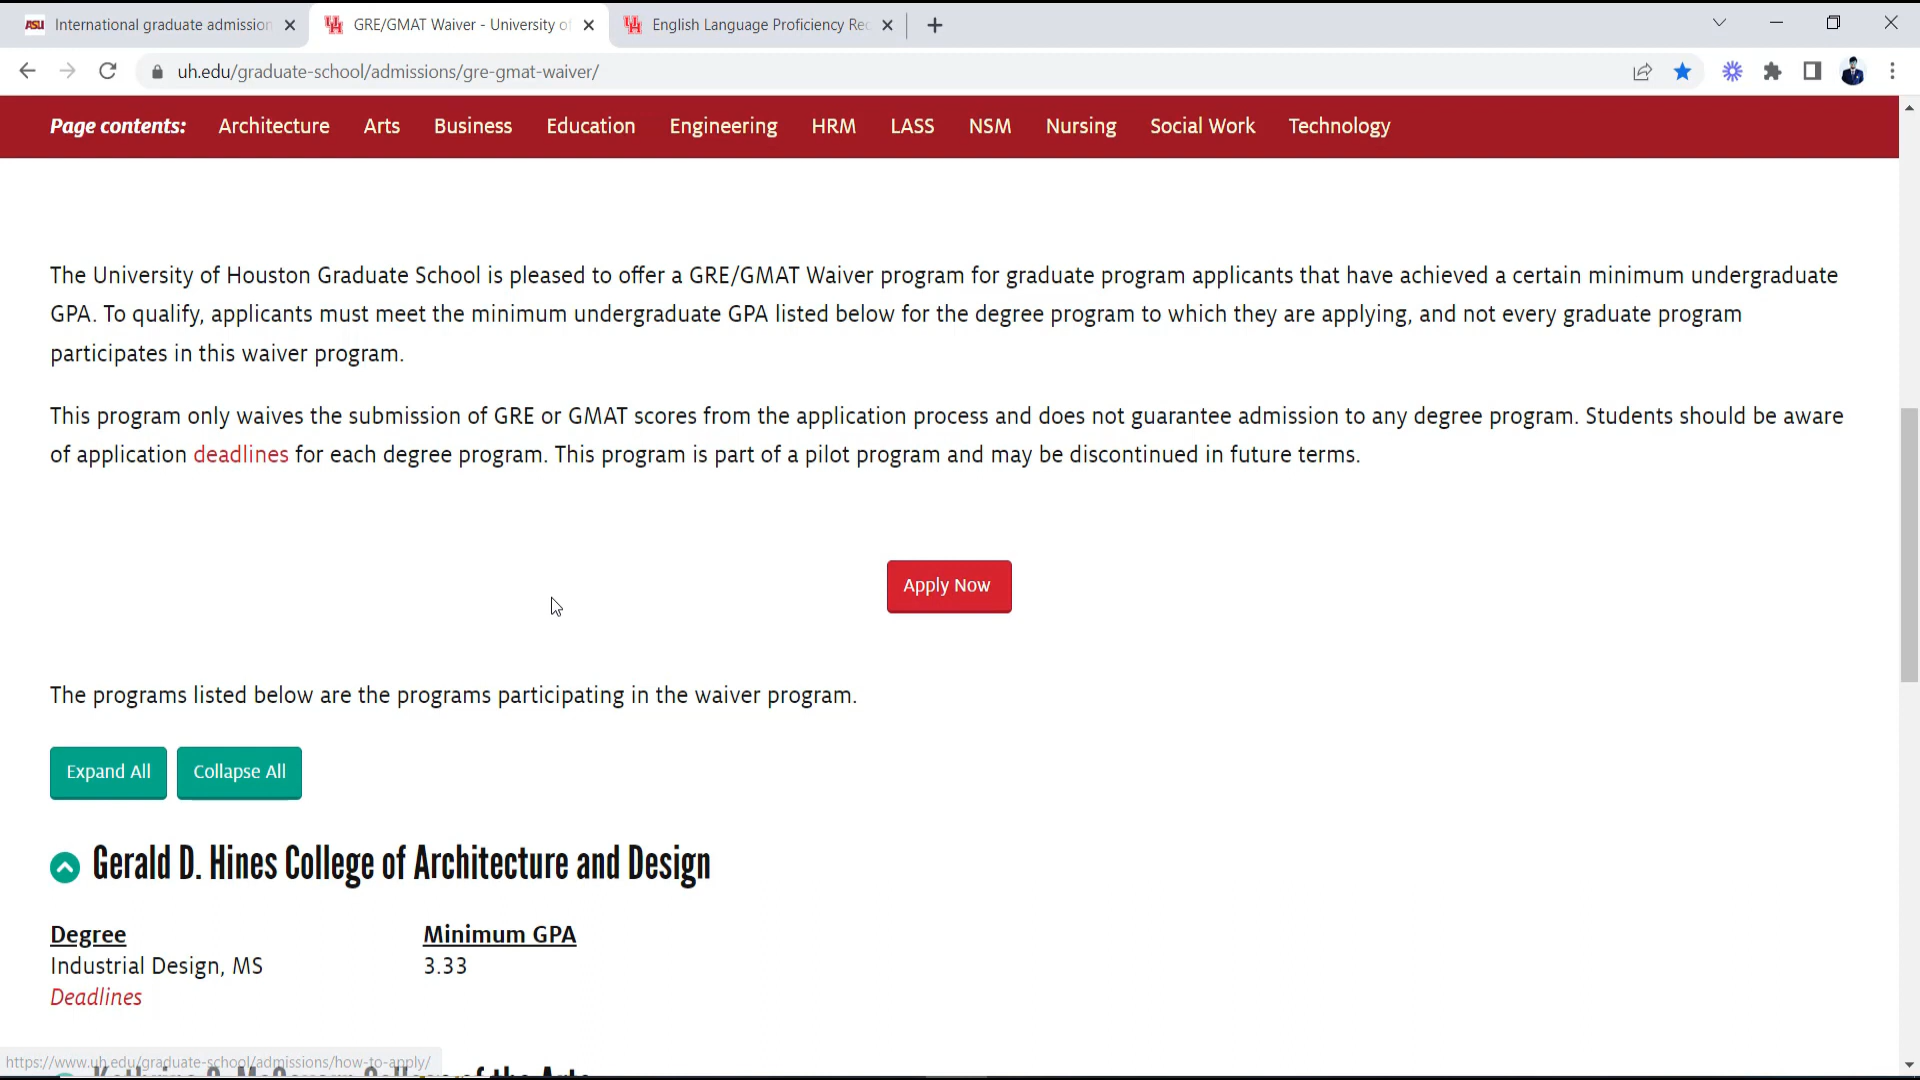 ASU International graduate admission
GRE/GMAT Waiver - University of
English Language Proficiency Rec
uh.edu/graduate-school/admissions/gre-gmat-waiver/
Page contents: Architecture Arts Business Education Engineering HRM LASS NSM Nursing Social Work Technology
The University of Houston Graduate School is pleased to offer a GRE/GMAT Waiver program for graduate program applicants that have achieved a certain minimum undergraduate
GPA. To qualify, applicants must meet the minimum undergraduate GPA listed below for the degree program to which they are applying, and not every graduate program
participates in this waiver program.
This program only waives the submission of GRE or GMAT scores from the application process and does not guarantee admission to any degree program. Students should be aware
of application deadlines for each degree program. This program is part of a pilot program and may be discontinued in future terms.
Apply Now
The programs listed below are the programs participating in the waiver program.
Expand All Collapse All
Gerald D. Hines College of Architecture and Design
Degree Minimum GPA
Industrial Design, MS 3.33
Deadlines
https://www.uh.edu/graduate-school/admissions/how-to-apply/
College of the Arts